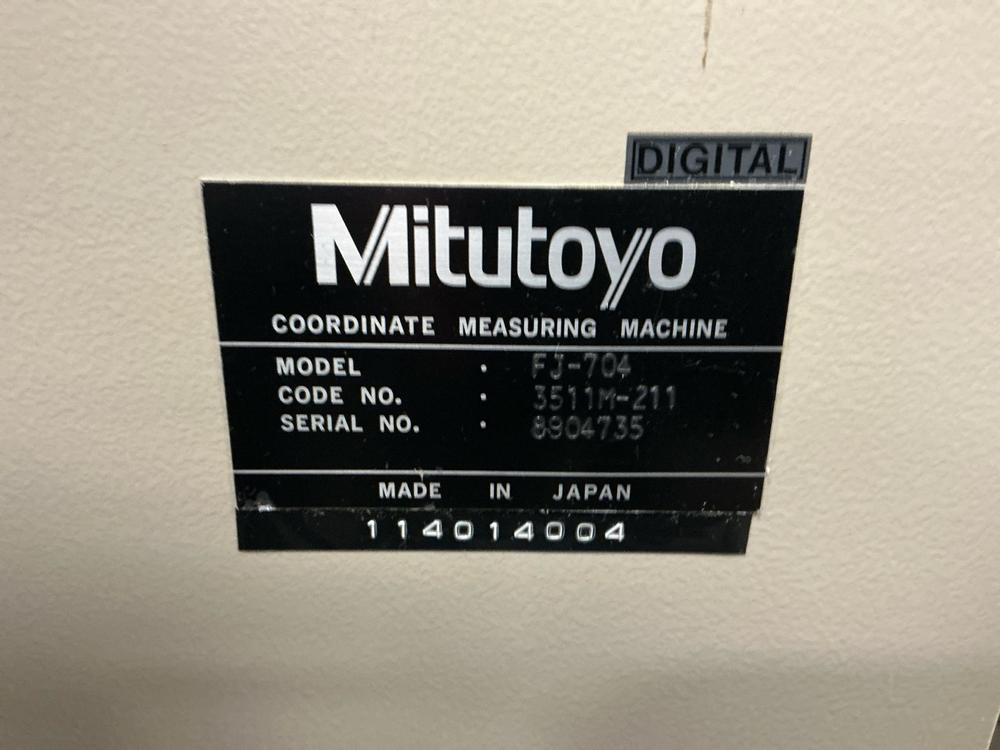 DIGITAL
Mitutoyo
COORDINATE MEASURING MACHINE
MODEL . FJ-704
CODE NO. . 3511M-211
SERIAL NO. . 8904735
MADE IN JAPAN
114014004